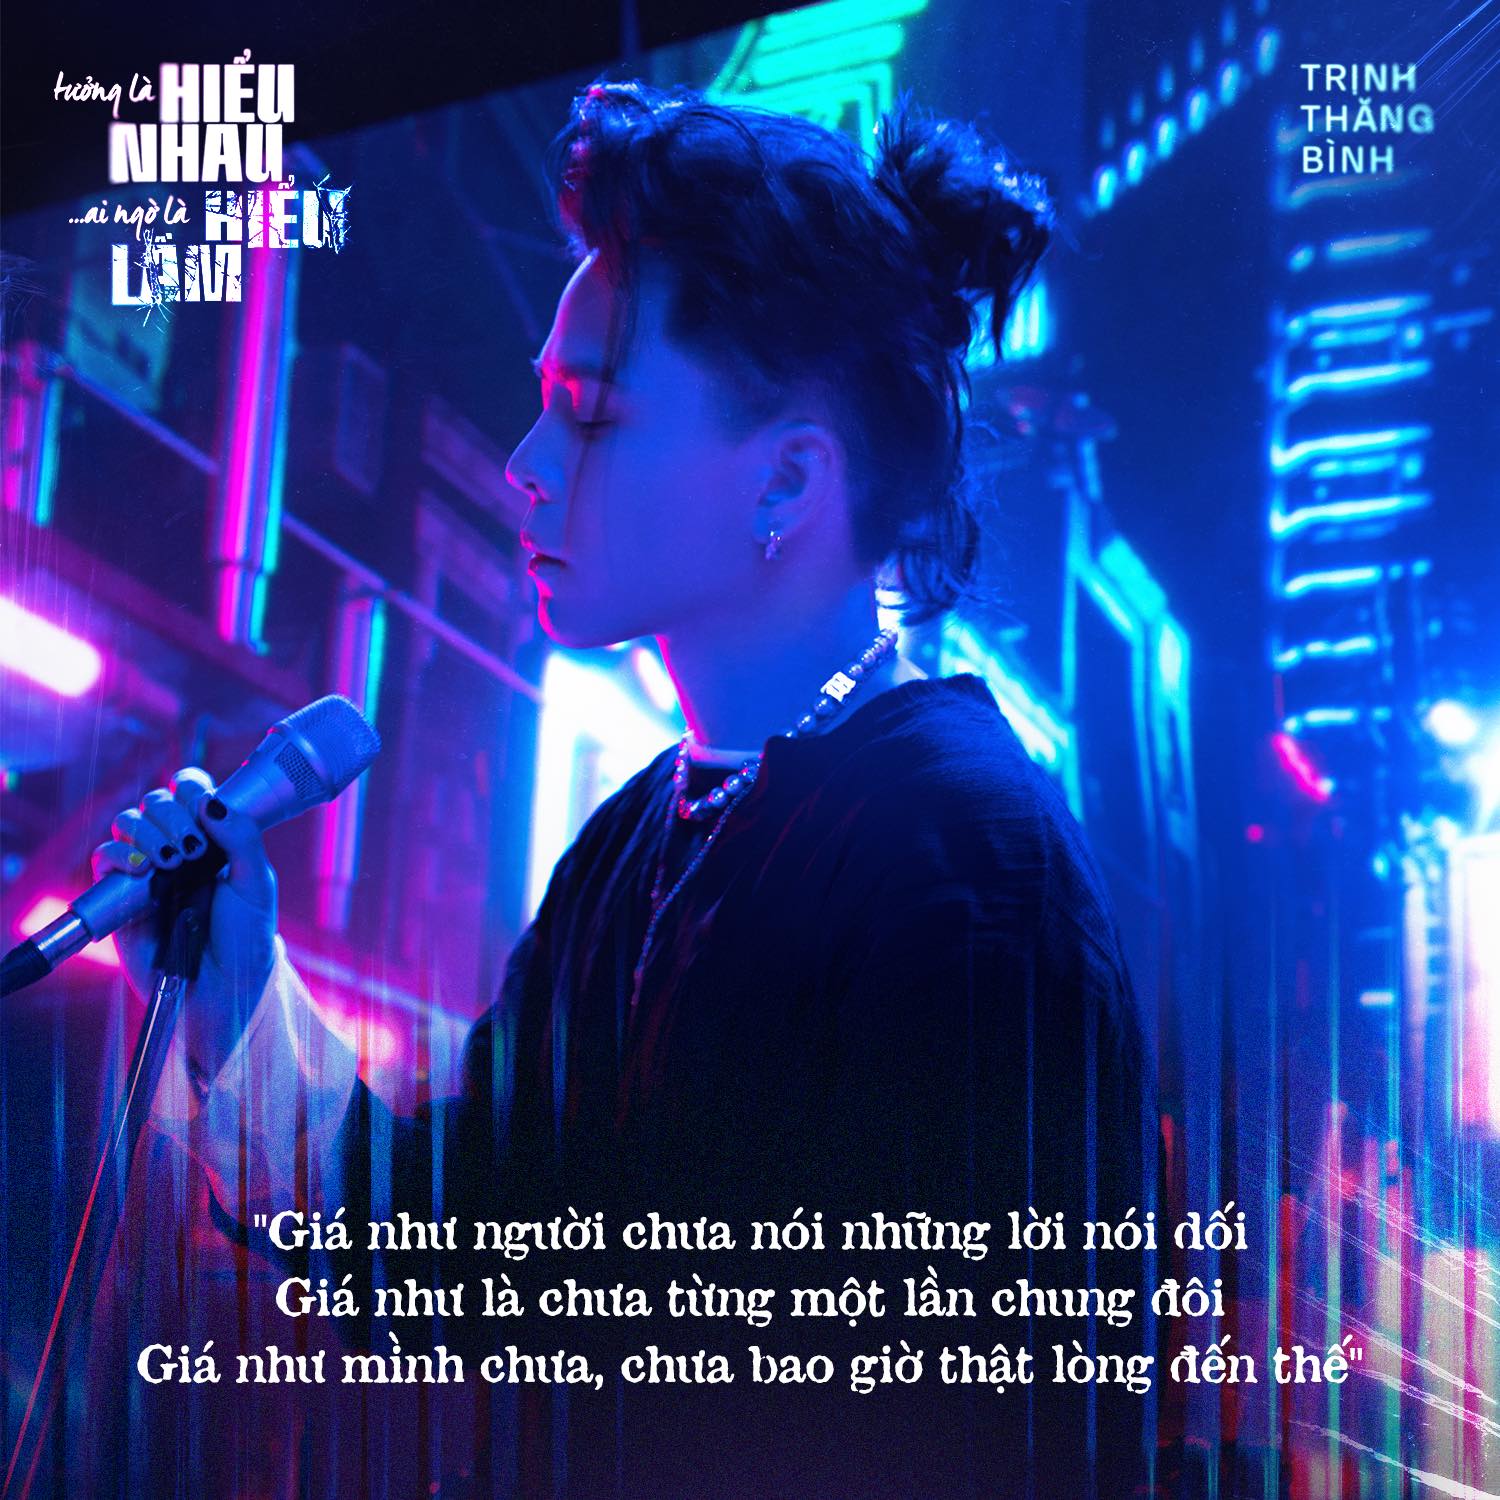 tưởng là HIỂU
NHAU
...ai ngờ là HIỂU
LẦM
TRỊNH
THĂNG
BÌNH
"Giá như người chưa nói những lời nói dối
Giá như là chưa từng một lần chung đôi
Giá như mình chưa, chưa bao giờ thật lòng đến thế"